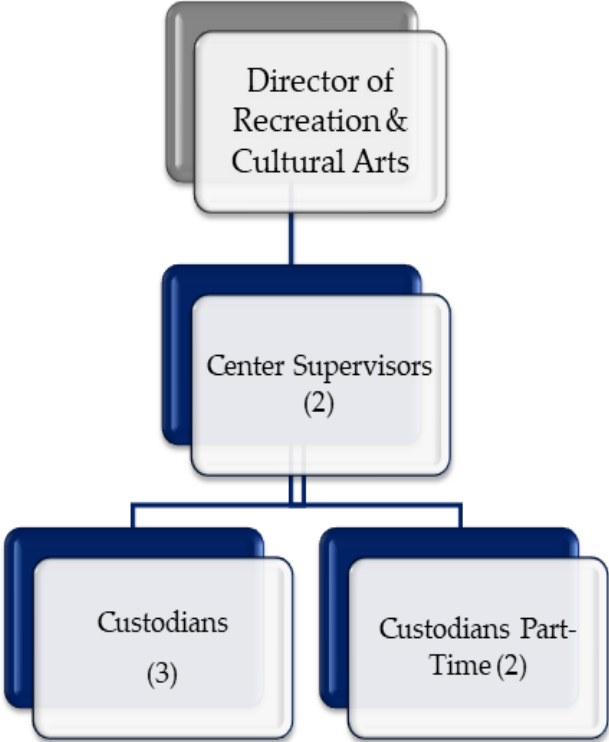 Director of
Recreation &
Cultural Arts
Center Supervisors
(2)
Custodians
(3)
Custodians Part-
Time (2)